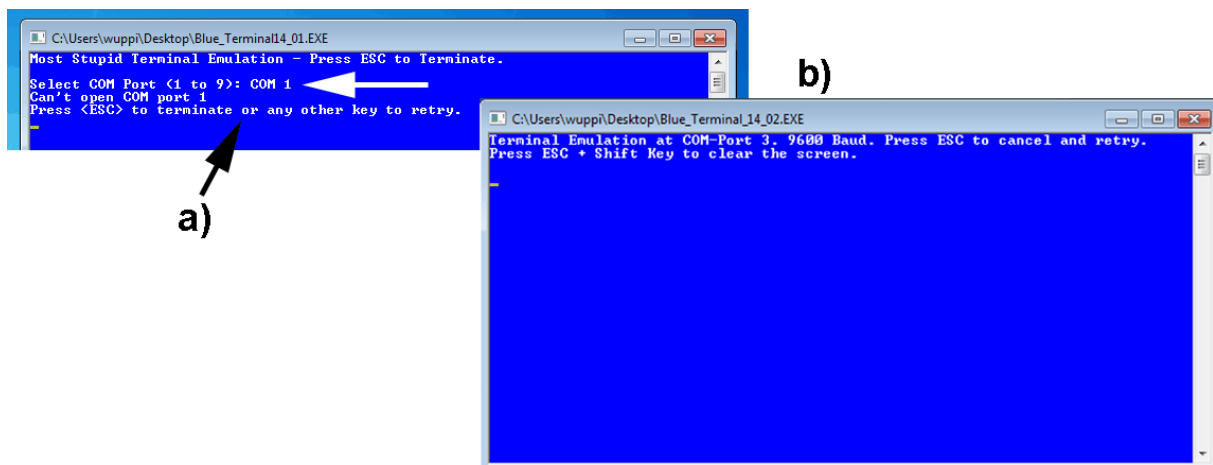 C:\Users\wuppi\Desktop\Blue_Terminal14_01.EXE
Most Stupid Terminal Emulation - Press ESC to Terminate.
Select COM Port <1 to 9>: COM 1
Can't open COM port 1
Press <ESC> to terminate or any other key to retry.
a)
b)
C:\Users\wuppi\Desktop\Blue_Terminal_14_02.EXE
Terminal Emulation at COM-Port 3. 9600 Baud. Press ESC to cancel and retry.
Press ESC + Shift Key to clear the screen.